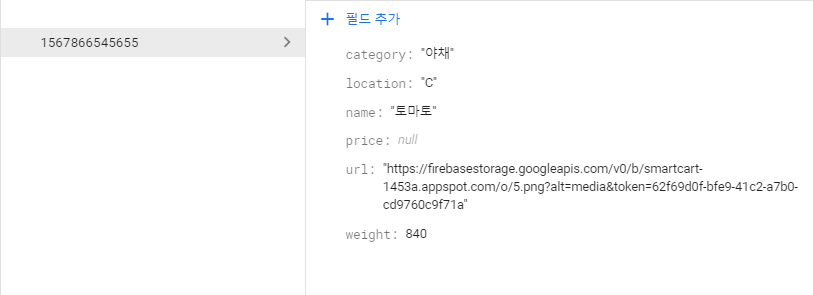 필드 추가
1567866545655
category: "야채"
location: "C"
name: "토마토"
price: null
url: "https://firebasestorage.googleapis.com/v0/b/smartcart-
1453a.appspot.com/o/5.png?alt=media&token=62f69d0f-bfe9-41c2-a7b0-
cd9760c9f71a"
weight: 840